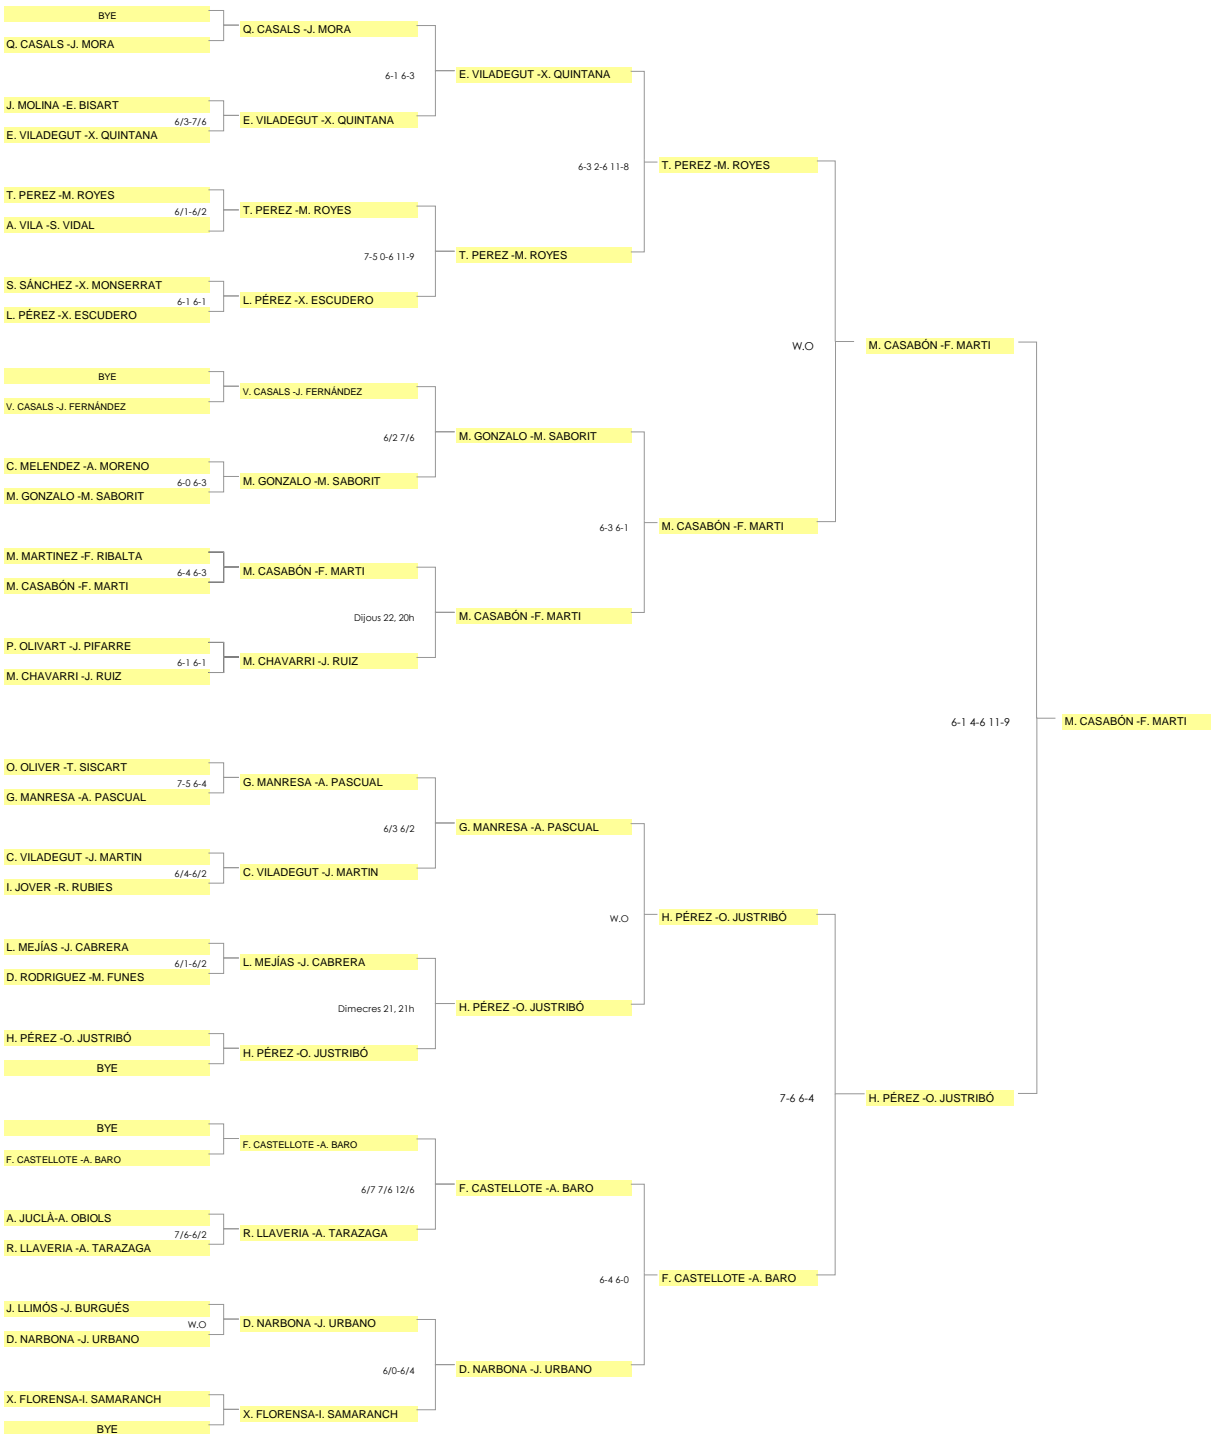 BYE
Q. CASALS -J. MORA
Q. CASALS -J. MORA
6-1 6-3
E. VILADEGUT -X. QUINTANA
J. MOLINA -E. BISART
6/3-7/6
E. VILADEGUT -X. QUINTANA
E. VILADEGUT -X. QUINTANA
6-3 2-6 11-8
T. PEREZ -M. ROYES
T. PEREZ -M. ROYES
6/1-6/2
T. PEREZ -M. ROYES
A. VILA -S. VIDAL
7-5 0-6 11-9
T. PEREZ -M. ROYES
S. SÁNCHEZ -X. MONSERRAT
6-1 6-1
L. PÉREZ -X. ESCUDERO
L. PÉREZ -X. ESCUDERO
W.O
M. CASABÓN -F. MARTI
BYE
V. CASALS -J. FERNÁNDEZ
V. CASALS -J. FERNÁNDEZ
6/2 7/6
M. GONZALO -M. SABORIT
C. MELENDEZ -A. MORENO
6-0 6-3
M. GONZALO -M. SABORIT
M. GONZALO -M. SABORIT
6-3 6-1
M. CASABÓN -F. MARTI
M. MARTINEZ -F. RIBALTA
6-4 6-3
M. CASABÓN -F. MARTI
M. CASABÓN -F. MARTI
Dijous 22, 20h
M. CASABÓN -F. MARTI
P. OLIVART -J. PIFARRE
6-1 6-1
M. CHAVARRI -J. RUIZ
M. CHAVARRI -J. RUIZ
6-1 4-6 11-9
M. CASABÓN -F. MARTI
O. OLIVER -T. SISCART
7-5 6-4
G. MANRESA -A. PASCUAL
G. MANRESA -A. PASCUAL
6/3 6/2
G. MANRESA -A. PASCUAL
C. VILADEGUT -J. MARTIN
6/4-6/2
C. VILADEGUT -J. MARTIN
I. JOVER -R. RUBIES
W.O
H. PÉREZ -O. JUSTRIBÓ
L. MEJÍAS -J. CABRERA
6/1-6/2
L. MEJÍAS -J. CABRERA
D. RODRIGUEZ -M. FUNES
Dimecres 21, 21h
H. PÉREZ -O. JUSTRIBÓ
H. PÉREZ -O. JUSTRIBÓ
H. PÉREZ -O. JUSTRIBÓ
BYE
7-6 6-4
H. PÉREZ -O. JUSTRIBÓ
BYE
F. CASTELLOTE -A. BARO
F. CASTELLOTE -A. BARO
6/7 7/6 12/6
F. CASTELLOTE -A. BARO
A. JUCLÀ-A. OBIOLS
7/6-6/2
R. LLAVERIA -A. TARAZAGA
R. LLAVERIA -A. TARAZAGA
6-4 6-0
F. CASTELLOTE -A. BARO
J. LLIMÓS -J. BURGUÉS
W.O
D. NARBONA -J. URBANO
D. NARBONA -J. URBANO
6/0-6/4
D. NARBONA -J. URBANO
X. FLORENSA-I. SAMARANCH
X. FLORENSA-I. SAMARANCH
BYE